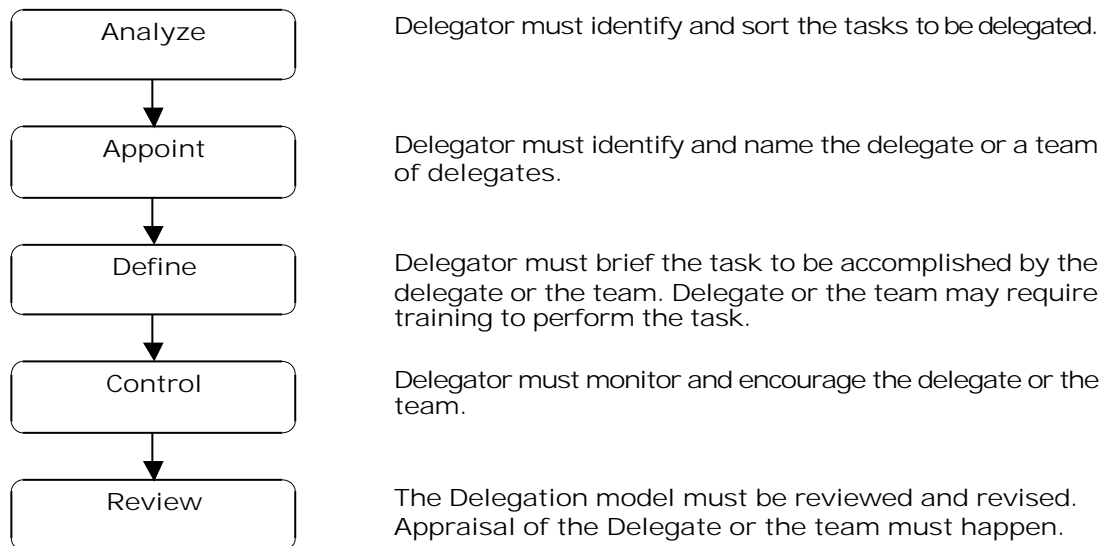 Analyze
Delegator must identify and sort the tasks to be delegated.
Appoint
Delegator must identify and name the delegate or a team
of delegates.
Define
Delegator must brief the task to be accomplished by the
delegate or the team. Delegate or the team may require
training to perform the task.
Control
Delegator must monitor and encourage the delegate or the
team.
Review
The Delegation model must be reviewed and revised.
Appraisal of the Delegate or the team must happen.